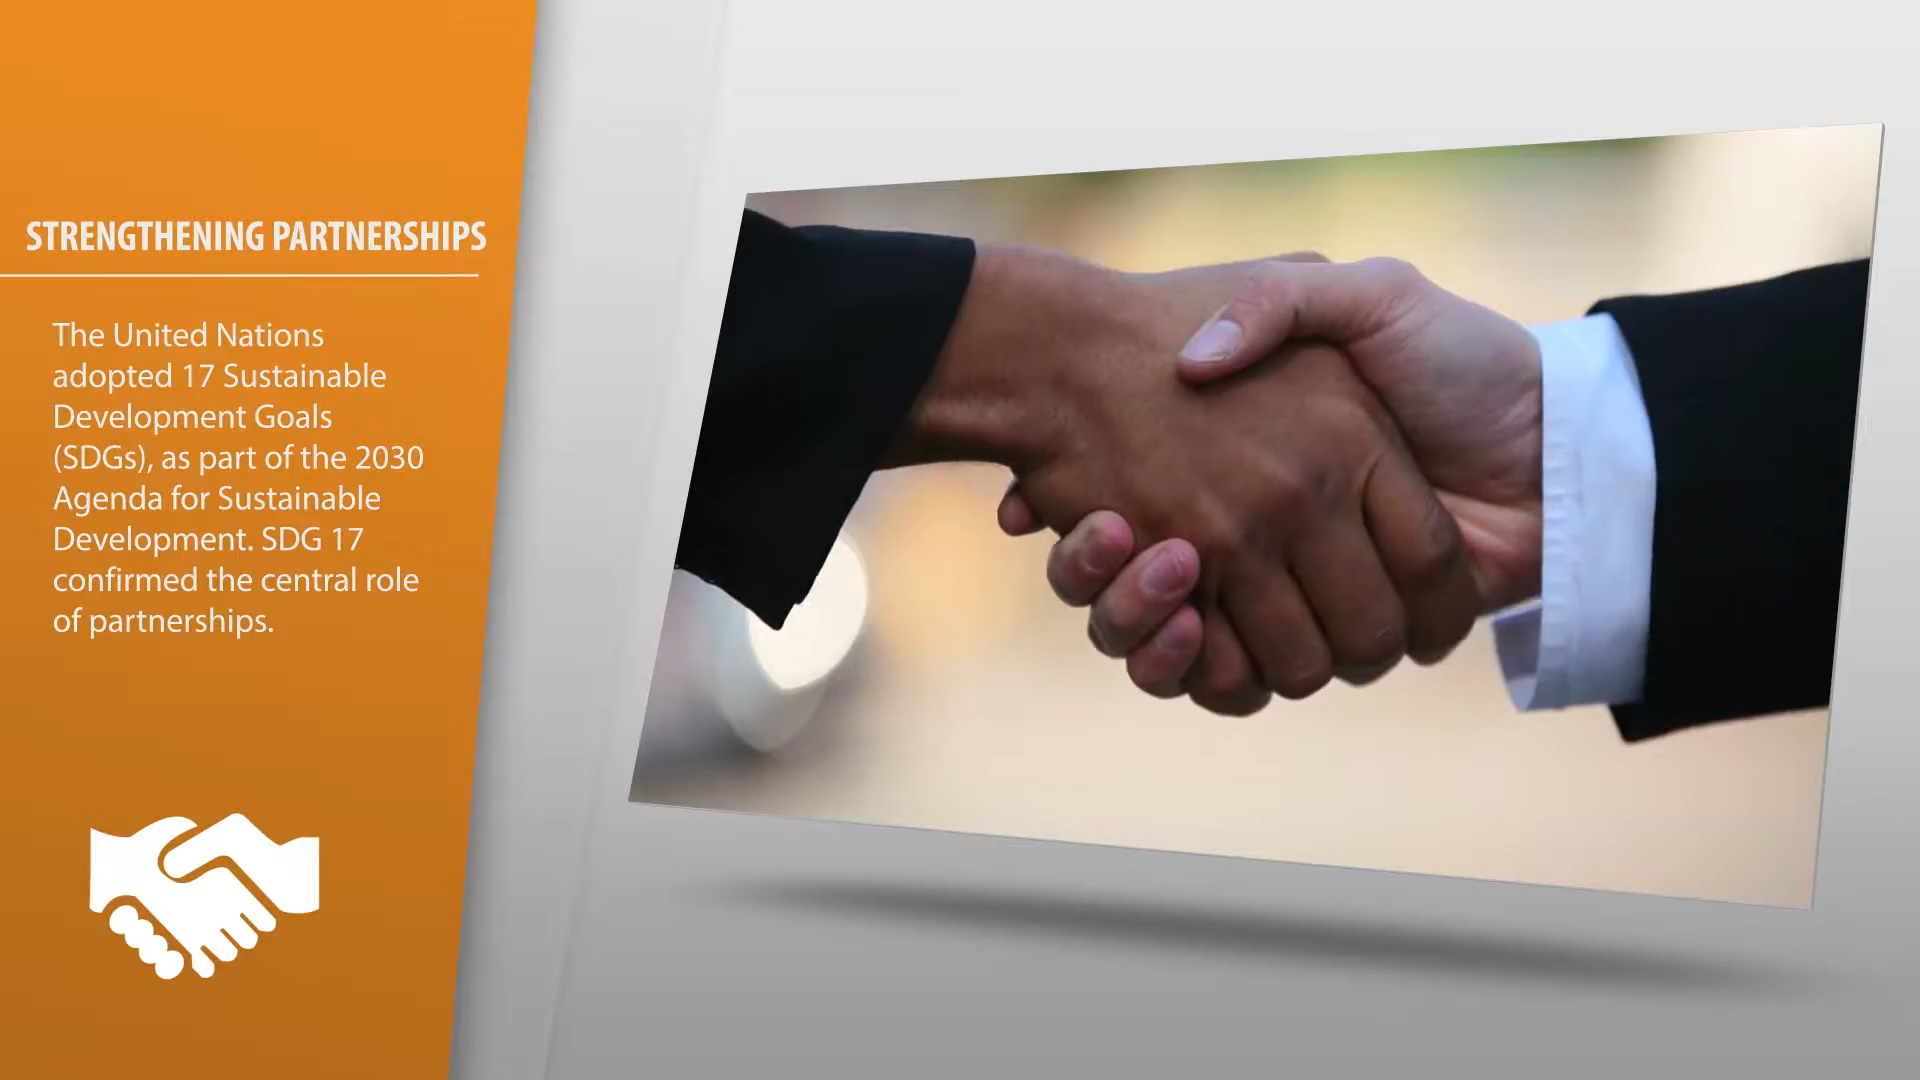 STRENGTHENING PARTNERSHIPS
The United Nations
adopted 17 Sustainable
Development Goals
(SDGs), as part of the 2030
Agenda for Sustainable
Development. SDG 17
confirmed the central role
of partnerships.